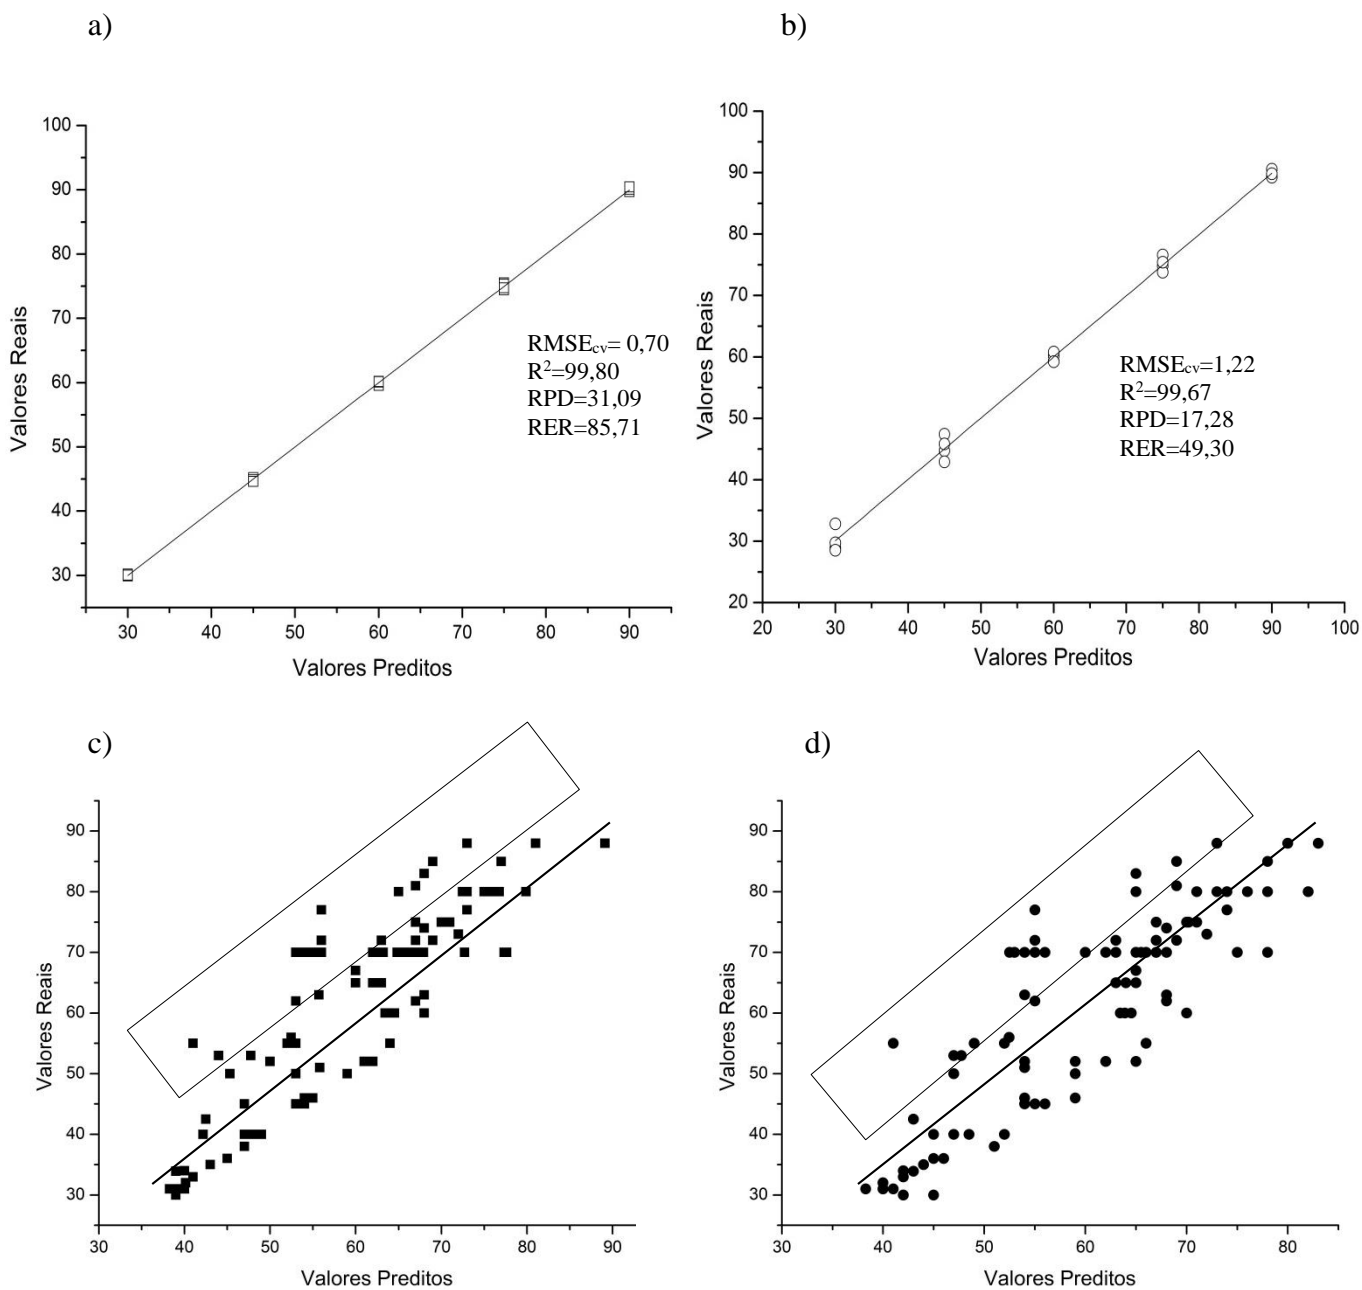 a)
100
90
80
70
60
50
40
30
Valores Reais
RMSEcv= 0,70
R²=99,80
RPD=31,09
RER=85,71
30 40 50 60 70 80 90
Valores Preditos
b)
100
90
80
70
60
50
40
30
20
Valores Reais
RMSEcv=1,22
R²=99,67
RPD=17,28
RER=49,30
20 30 40 60 80 90 100
Valores Preditos
c)
90
80
70
60
50
40
30
Valores Reais
30 40 50 60 70 80 90
Valores Preditos
d)
90
80
70
60
50
40
30
Valores Reais
30 40 50 60 70 80
Valores Preditos